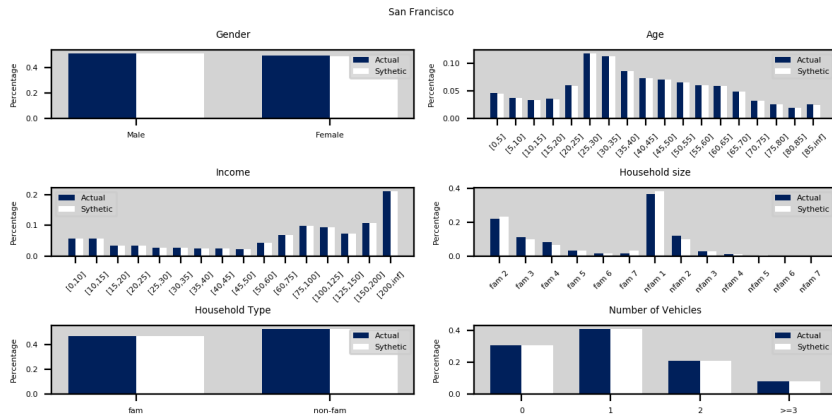 San Francisco
Gender
Percentage
0.4
0.2
0.0
Actual
Sythetic
Male Female
Age
Percentage
0.10
0.05
0.00
Actual
Sythetic
[0,5] [5,10] [10,15] [15,20] [20,25] [25,30] [30,35] [35,40] [40,45] [45,50] [50,55] [55,60] [60,65] [65,70] [70,75] [75,80] [80,85] [85,inf]
Income
Percentage
0.2
0.1
0.0
Actual
Sythetic
[0,10] [10,15] [15,20] [20,25] [25,30] [30,35] [35,40] [40,45] [45,50] [50,60] [60,75] [75,100] [100,125] [125,150] [150,200] [200,inf]
Household size
Percentage
0.4
0.2
0.0
Actual
Sythetic
fam 2 fam 3 fam 4 fam 5 fam 6 fam 7 nfam 1 nfam 2 nfam 3 nfam 4 nfam 5 nfam 6 nfam 7
Household Type
Percentage
0.4
0.2
0.0
Actual
Sythetic
fam non-fam
Number of Vehicles
Percentage
0.4
0.2
0.0
Actual
Sythetic
0 1 2 >=3